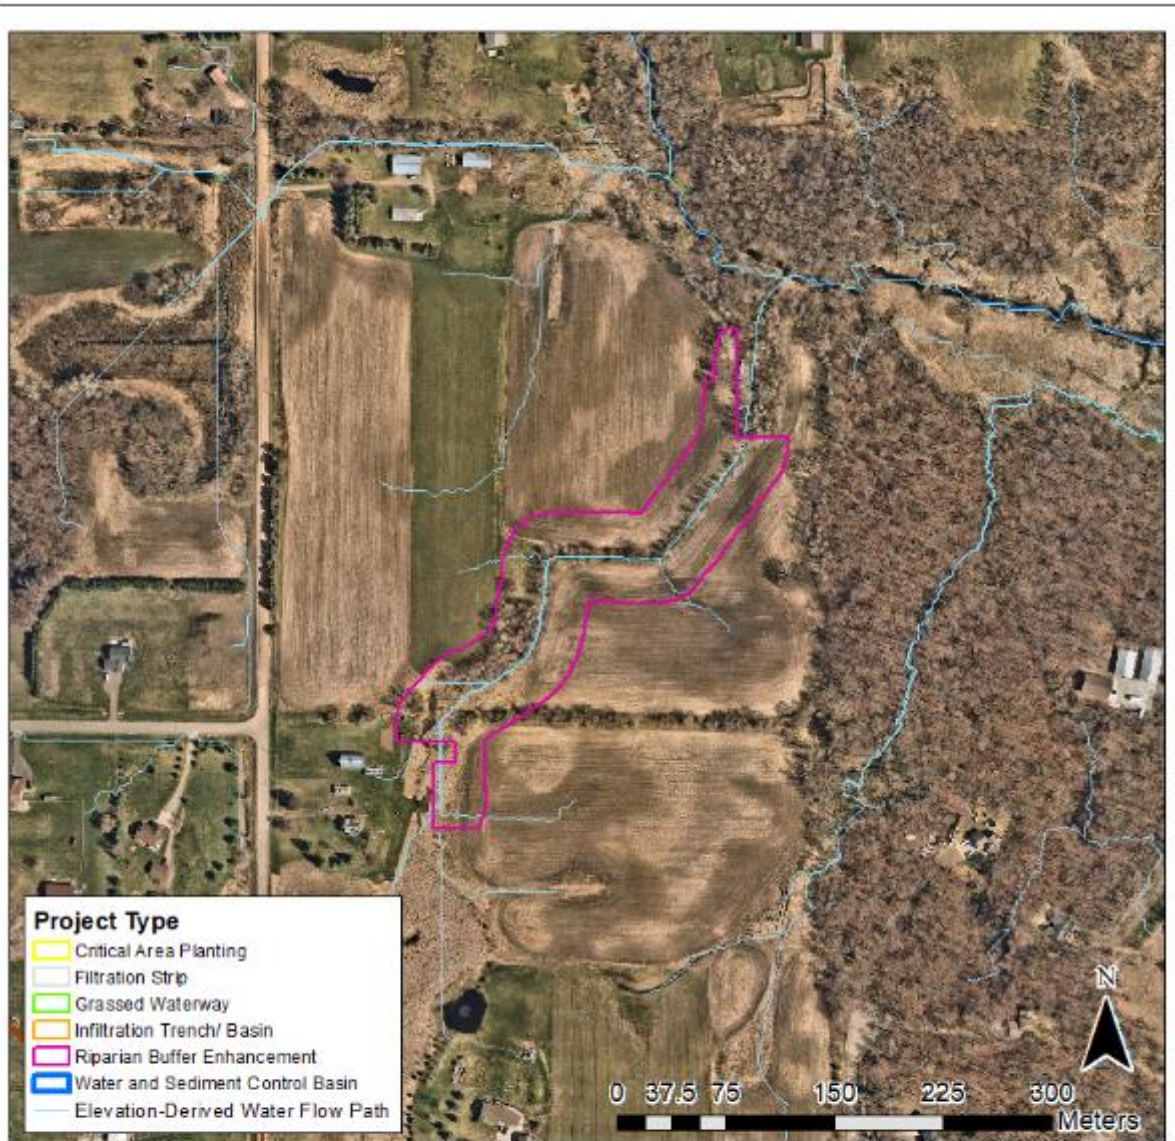 Project Type
Critical Area Planting
Filtration Strip
Grassed Waterway
Infiltration Trench/ Basin
Riparian Buffer Enhancement
Water and Sediment Control Basin
Elevation-Derived Water Flow Path
N
0 37.5 75 150 225 300
Meters